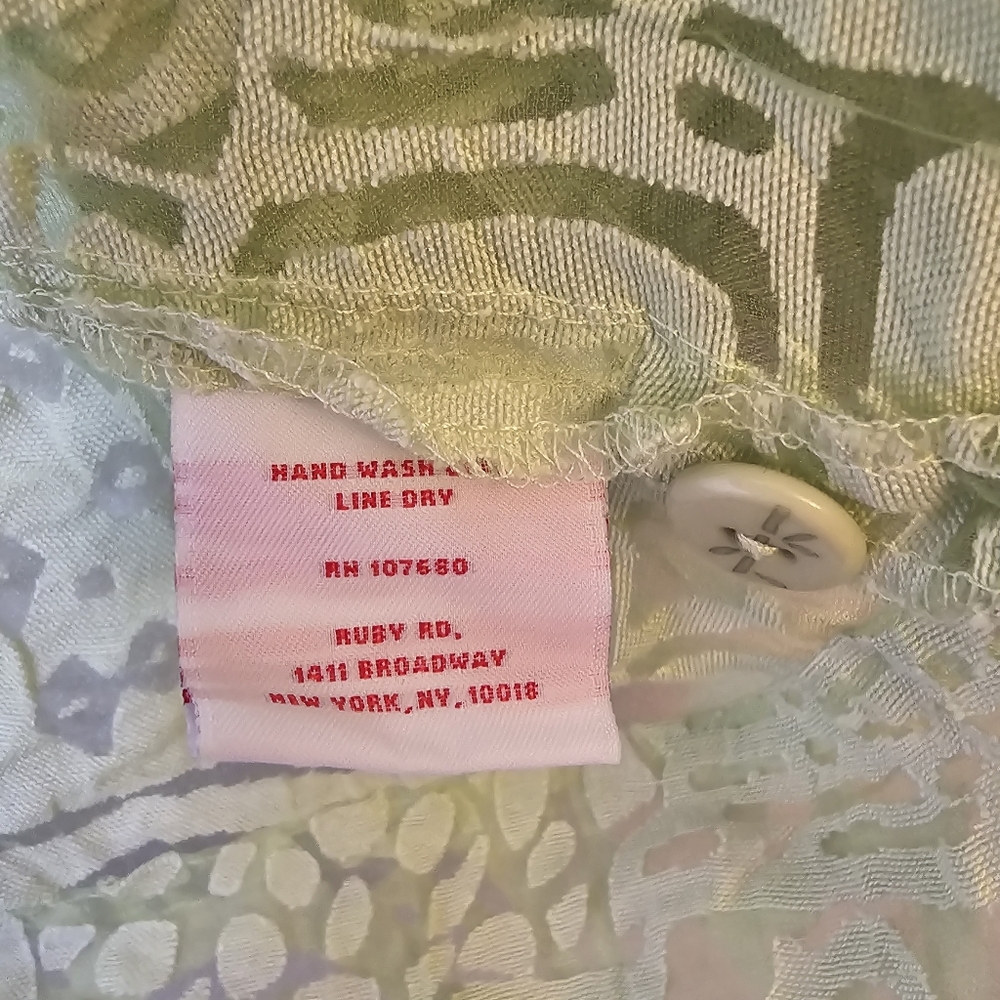 HAND WASH
LINE DRY
RN 107680
RUBY RD.
1411 BROADWAY
NEW YORK, NY, 10018